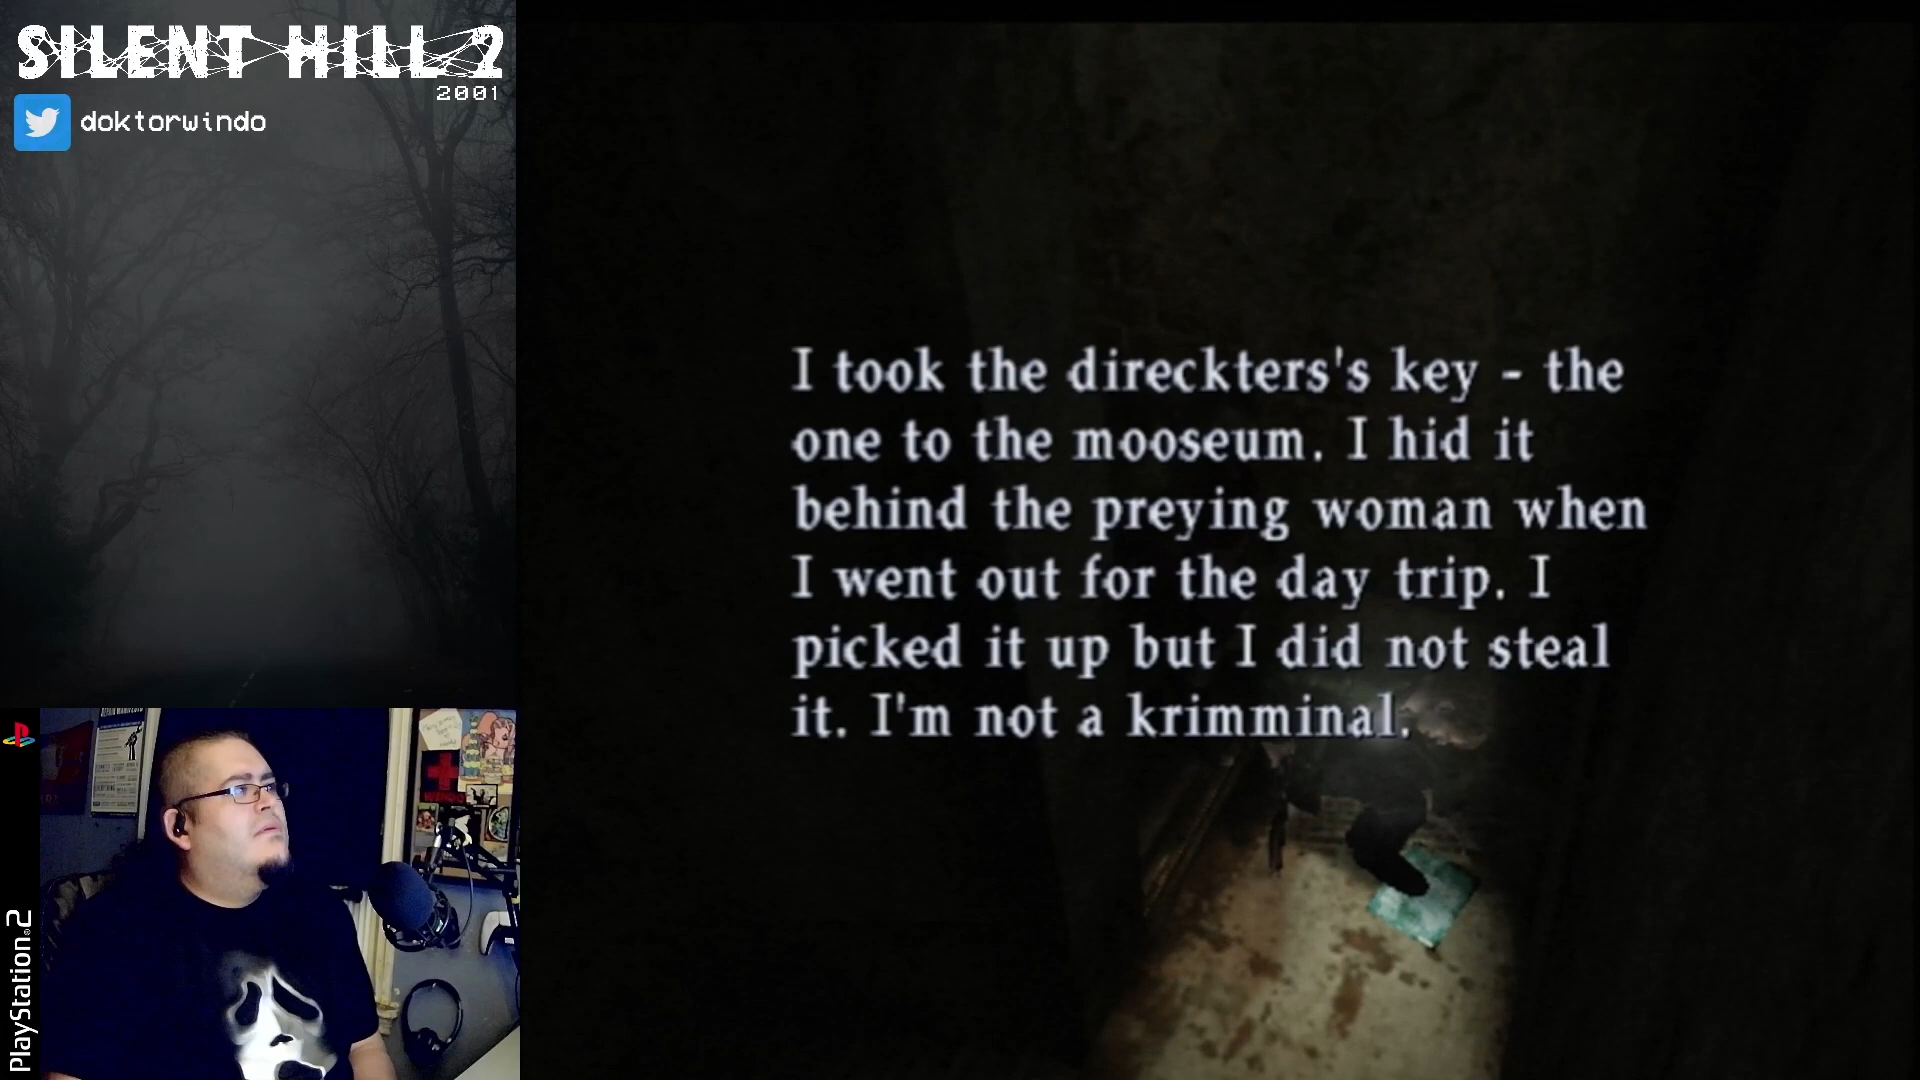 SILENT HILL 2
2001
doktorwindo
I took the direckters's key - the
one to the mooseum. I hid it
behind the preying woman when
I went out for the day trip. I
picked it up but I did not steal
it. I'm not a krimminal.
PlayStation®2